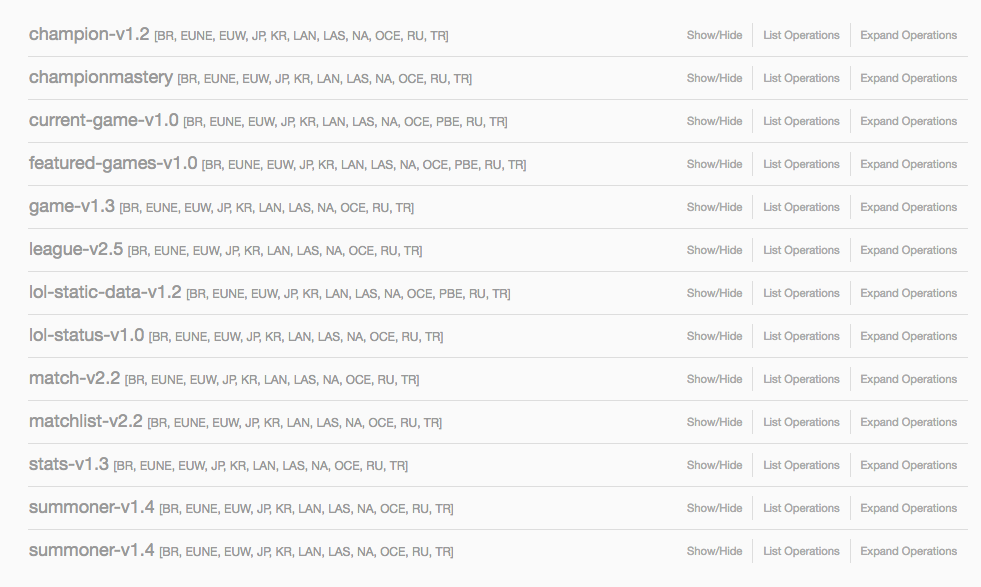 champion-v1.2 [BR, EUNE, EUW, JP, KR, LAN, LAS, NA, OCE, RU, TR] Show/Hide List Operations Expand Operations
championmastery [BR, EUNE, EUW, JP, KR, LAN, LAS, NA, OCE, RU, TR] Show/Hide List Operations Expand Operations
current-game-v1.0 [BR, EUNE, EUW, JP, KR, LAN, LAS, NA, OCE, PBE, RU, TR] Show/Hide List Operations Expand Operations
featured-games-v1.0 [BR, EUNE, EUW, JP, KR, LAN, LAS, NA, OCE, PBE, RU, TR] Show/Hide List Operations Expand Operations
game-v1.3 [BR, EUNE, EUW, JP, KR, LAN, LAS, NA, OCE, RU, TR] Show/Hide List Operations Expand Operations
league-v2.5 [BR, EUNE, EUW, JP, KR, LAN, LAS, NA, OCE, RU, TR] Show/Hide List Operations Expand Operations
lol-static-data-v1.2 [BR, EUNE, EUW, JP, KR, LAN, LAS, NA, OCE, PBE, RU, TR] Show/Hide List Operations Expand Operations
lol-status-v1.0 [BR, EUNE, EUW, JP, KR, LAN, LAS, NA, OCE, RU, TR] Show/Hide List Operations Expand Operations
match-v2.2 [BR, EUNE, EUW, JP, KR, LAN, LAS, NA, OCE, RU, TR] Show/Hide List Operations Expand Operations
matchlist-v2.2 [BR, EUNE, EUW, JP, KR, LAN, LAS, NA, OCE, RU, TR] Show/Hide List Operations Expand Operations
stats-v1.3 [BR, EUNE, EUW, JP, KR, LAN, LAS, NA, OCE, RU, TR] Show/Hide List Operations Expand Operations
summoner-v1.4 [BR, EUNE, EUW, JP, KR, LAN, LAS, NA, OCE, RU, TR] Show/Hide List Operations Expand Operations
summoner-v1.4 [BR, EUNE, EUW, JP, KR, LAN, LAS, NA, OCE, RU, TR] Show/Hide List Operations Expand Operations